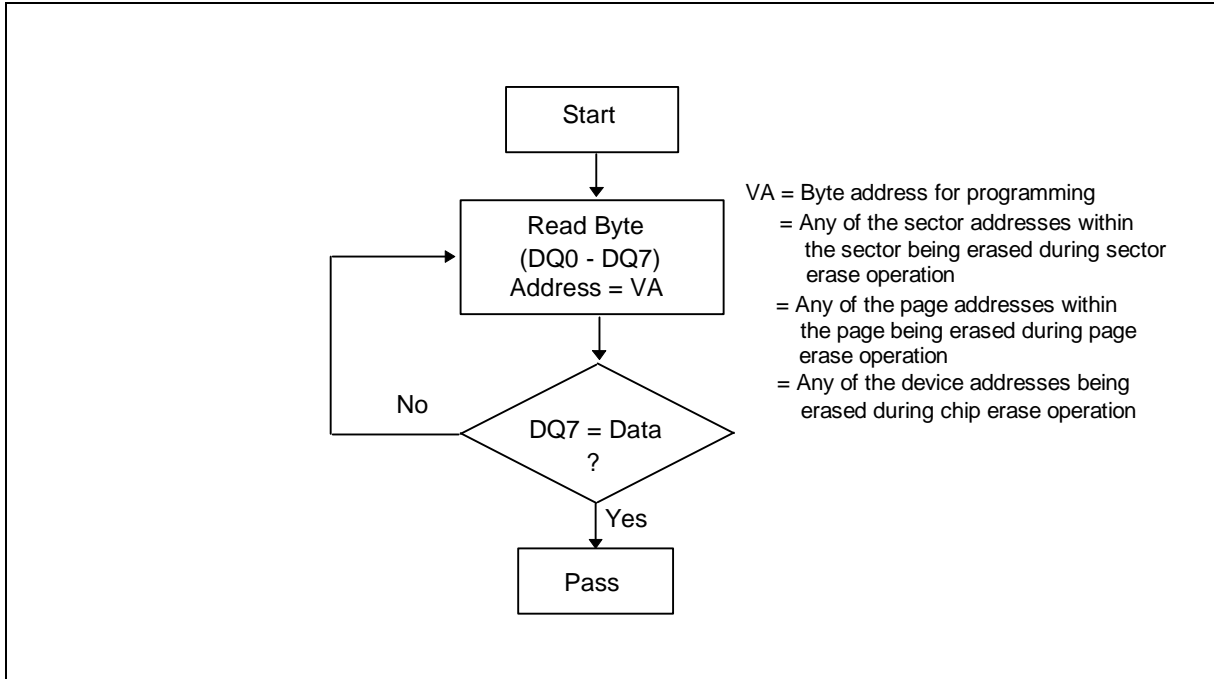 Start
Read Byte
(DQ0 - DQ7)
Address = VA
VA = Byte address for programming
= Any of the sector addresses within
the sector being erased during sector
erase operation
= Any of the page addresses within
the page being erased during page
erase operation
= Any of the device addresses being
erased during chip erase operation
No
DQ7 = Data
?
Yes
Pass